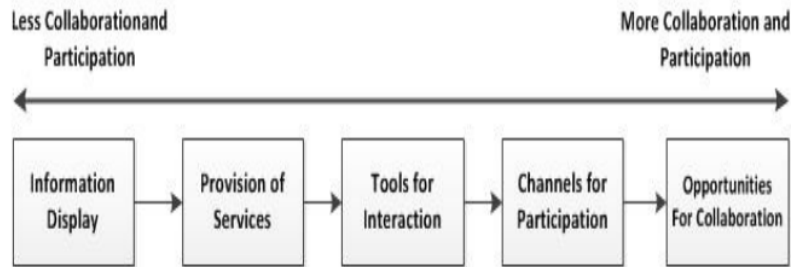 Less Collaborationand
Participation
More Collaboration and
Participation
Information
Display
Provision of
Services
Tools for
Interaction
Channels for
Participation
Opportunities
For Collaboration